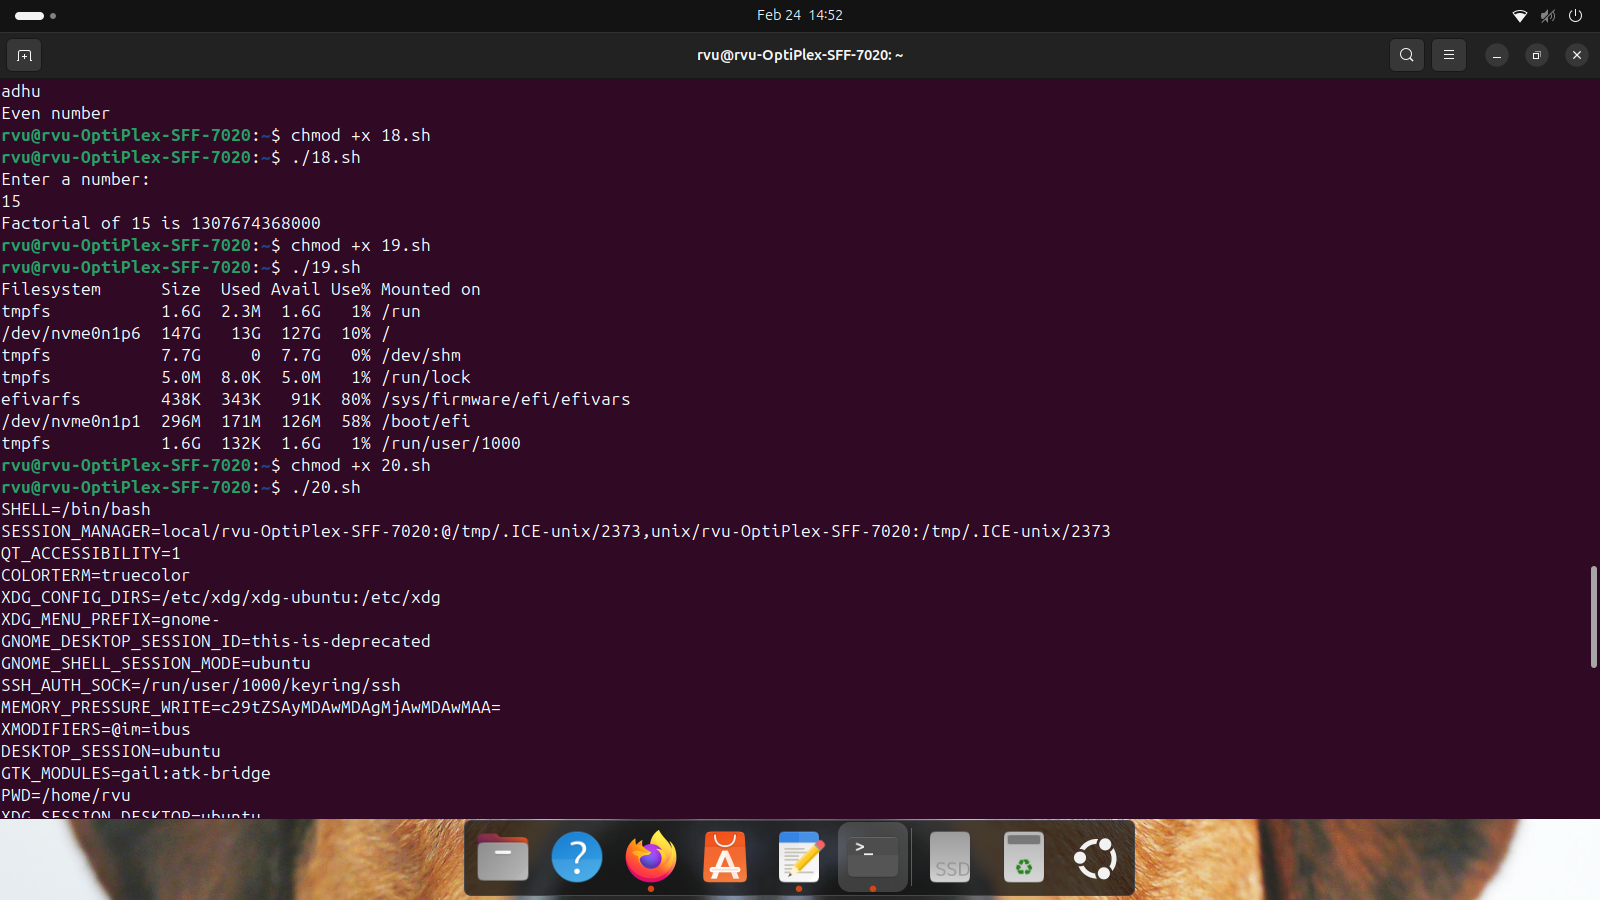 Feb 24  14:52
rvu@rvu-OptiPlex-SFF-7020: ~
adhu
Even number
rvu@rvu-OptiPlex-SFF-7020:~$ chmod +x 18.sh
rvu@rvu-OptiPlex-SFF-7020:~$ ./18.sh
Enter a number:
15
Factorial of 15 is 1307674368000
rvu@rvu-OptiPlex-SFF-7020:~$ chmod +x 19.sh
rvu@rvu-OptiPlex-SFF-7020:~$ ./19.sh
Filesystem      Size  Used Avail Use% Mounted on
tmpfs           1.6G  2.3M  1.6G   1% /run
/dev/nvme0n1p6  147G   13G  127G  10% /
tmpfs           7.7G     0  7.7G   0% /dev/shm
tmpfs           5.0M  8.0K  5.0M   1% /run/lock
efivarfs        438K  343K   91K  80% /sys/firmware/efi/efivars
/dev/nvme0n1p1  296M  171M  126M  58% /boot/efi
tmpfs           1.6G  132K  1.6G   1% /run/user/1000
rvu@rvu-OptiPlex-SFF-7020:~$ chmod +x 20.sh
rvu@rvu-OptiPlex-SFF-7020:~$ ./20.sh
SHELL=/bin/bash
SESSION_MANAGER=local/rvu-OptiPlex-SFF-7020:@/tmp/.ICE-unix/2373,unix/rvu-OptiPlex-SFF-7020:/tmp/.ICE-unix/2373
QT_ACCESSIBILITY=1
COLORTERM=truecolor
XDG_CONFIG_DIRS=/etc/xdg/xdg-ubuntu:/etc/xdg
XDG_MENU_PREFIX=gnome-
GNOME_DESKTOP_SESSION_ID=this-is-deprecated
GNOME_SHELL_SESSION_MODE=ubuntu
SSH_AUTH_SOCK=/run/user/1000/keyring/ssh
MEMORY_PRESSURE_WRITE=c29tZSAyMDAwMDAgMjAwMDAwMAA=
XMODIFIERS=@im=ibus
DESKTOP_SESSION=ubuntu
GTK_MODULES=gail:atk-bridge
PWD=/home/rvu
XDG_SESSION_DESKTOP=ubuntu
SSD